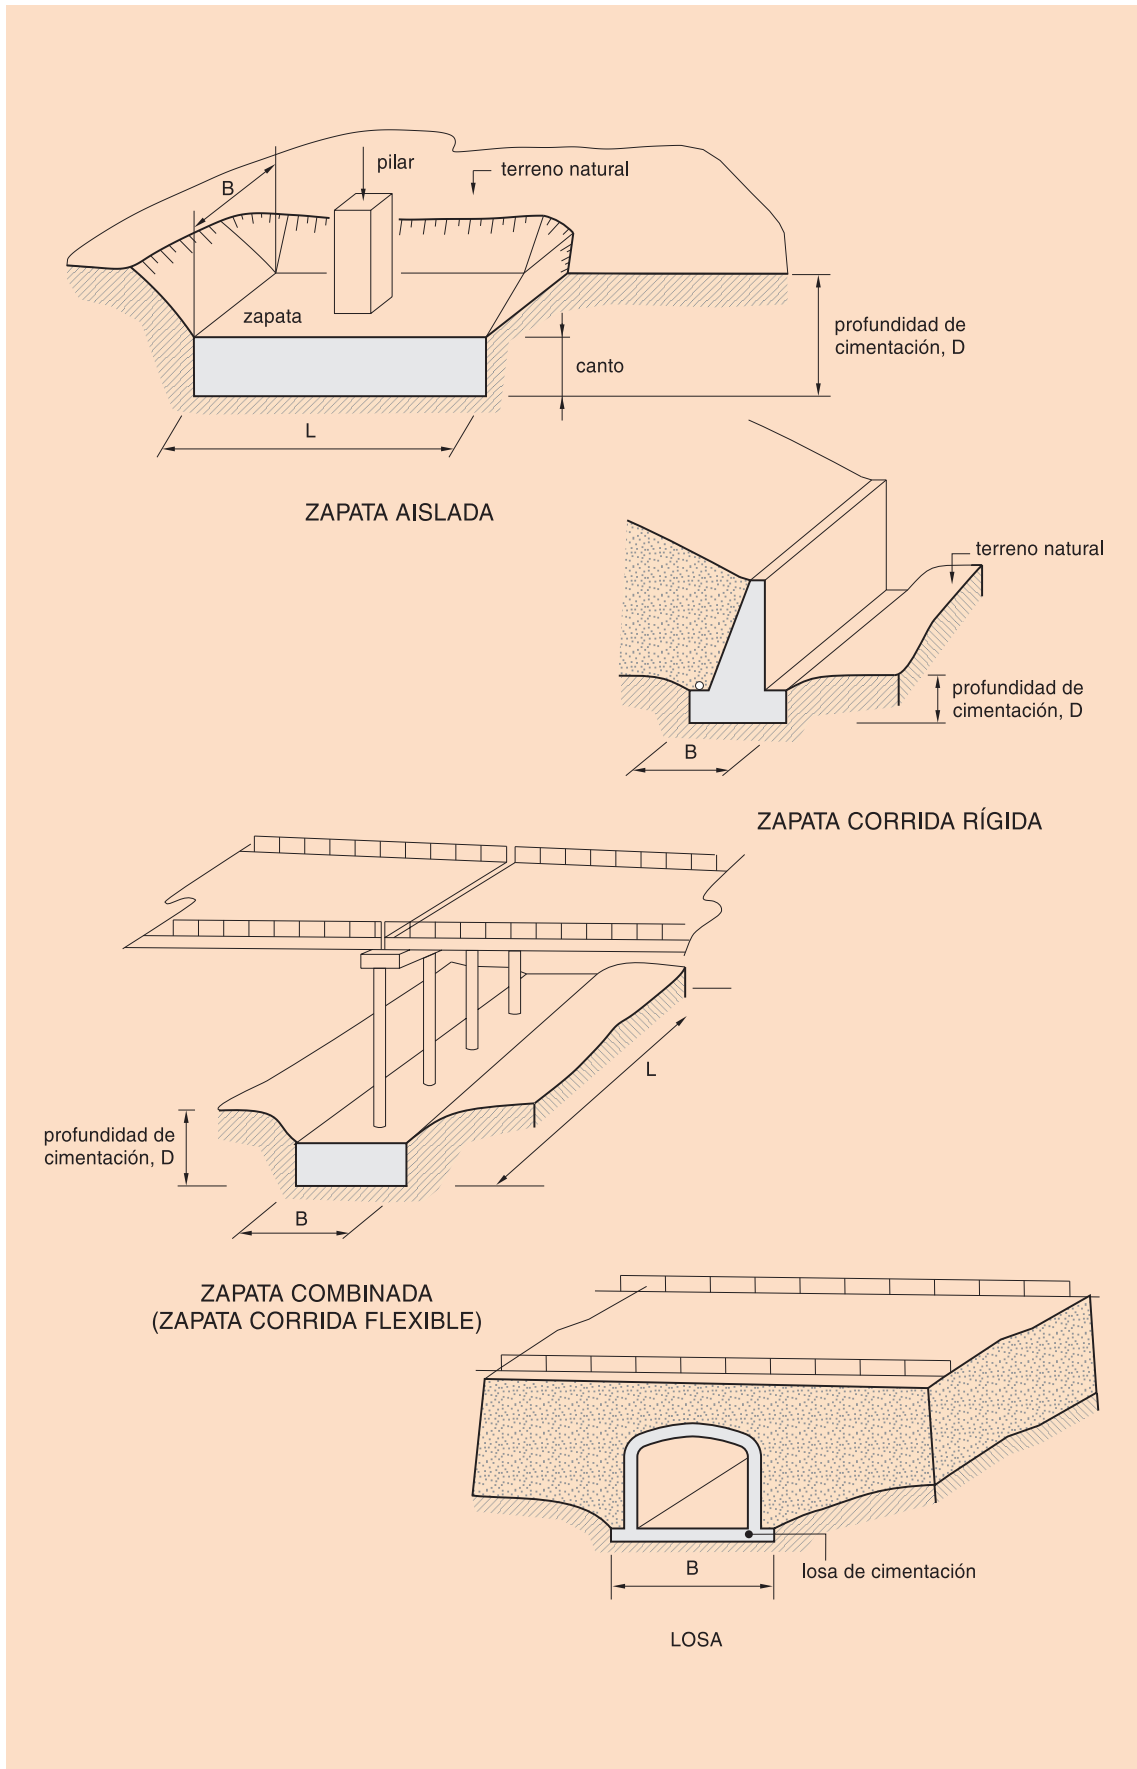 pilar
terreno natural
B
zapata
profundidad de
cimentación, D
canto
L
ZAPATA AISLADA
terreno natural
profundidad de
cimentación, D
B
ZAPATA CORRIDA RÍGIDA
L
profundidad de
cimentación, D
B
ZAPATA COMBINADA
(ZAPATA CORRIDA FLEXIBLE)
B
losa de cimentación
LOSA